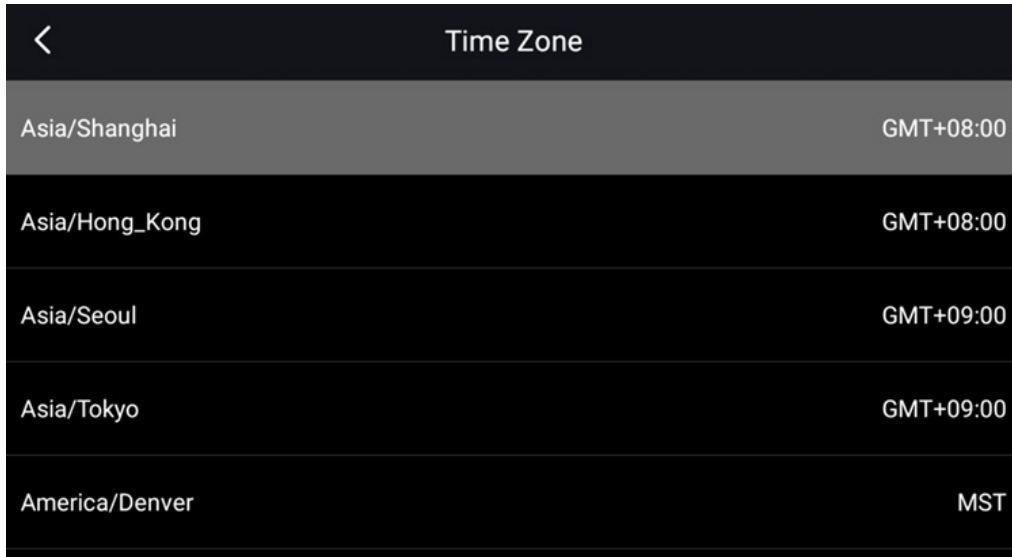 Time Zone
Asia/Shanghai GMT+08:00
Asia/Hong_Kong GMT+08:00
Asia/Seoul GMT+09:00
Asia/Tokyo GMT+09:00
America/Denver MST